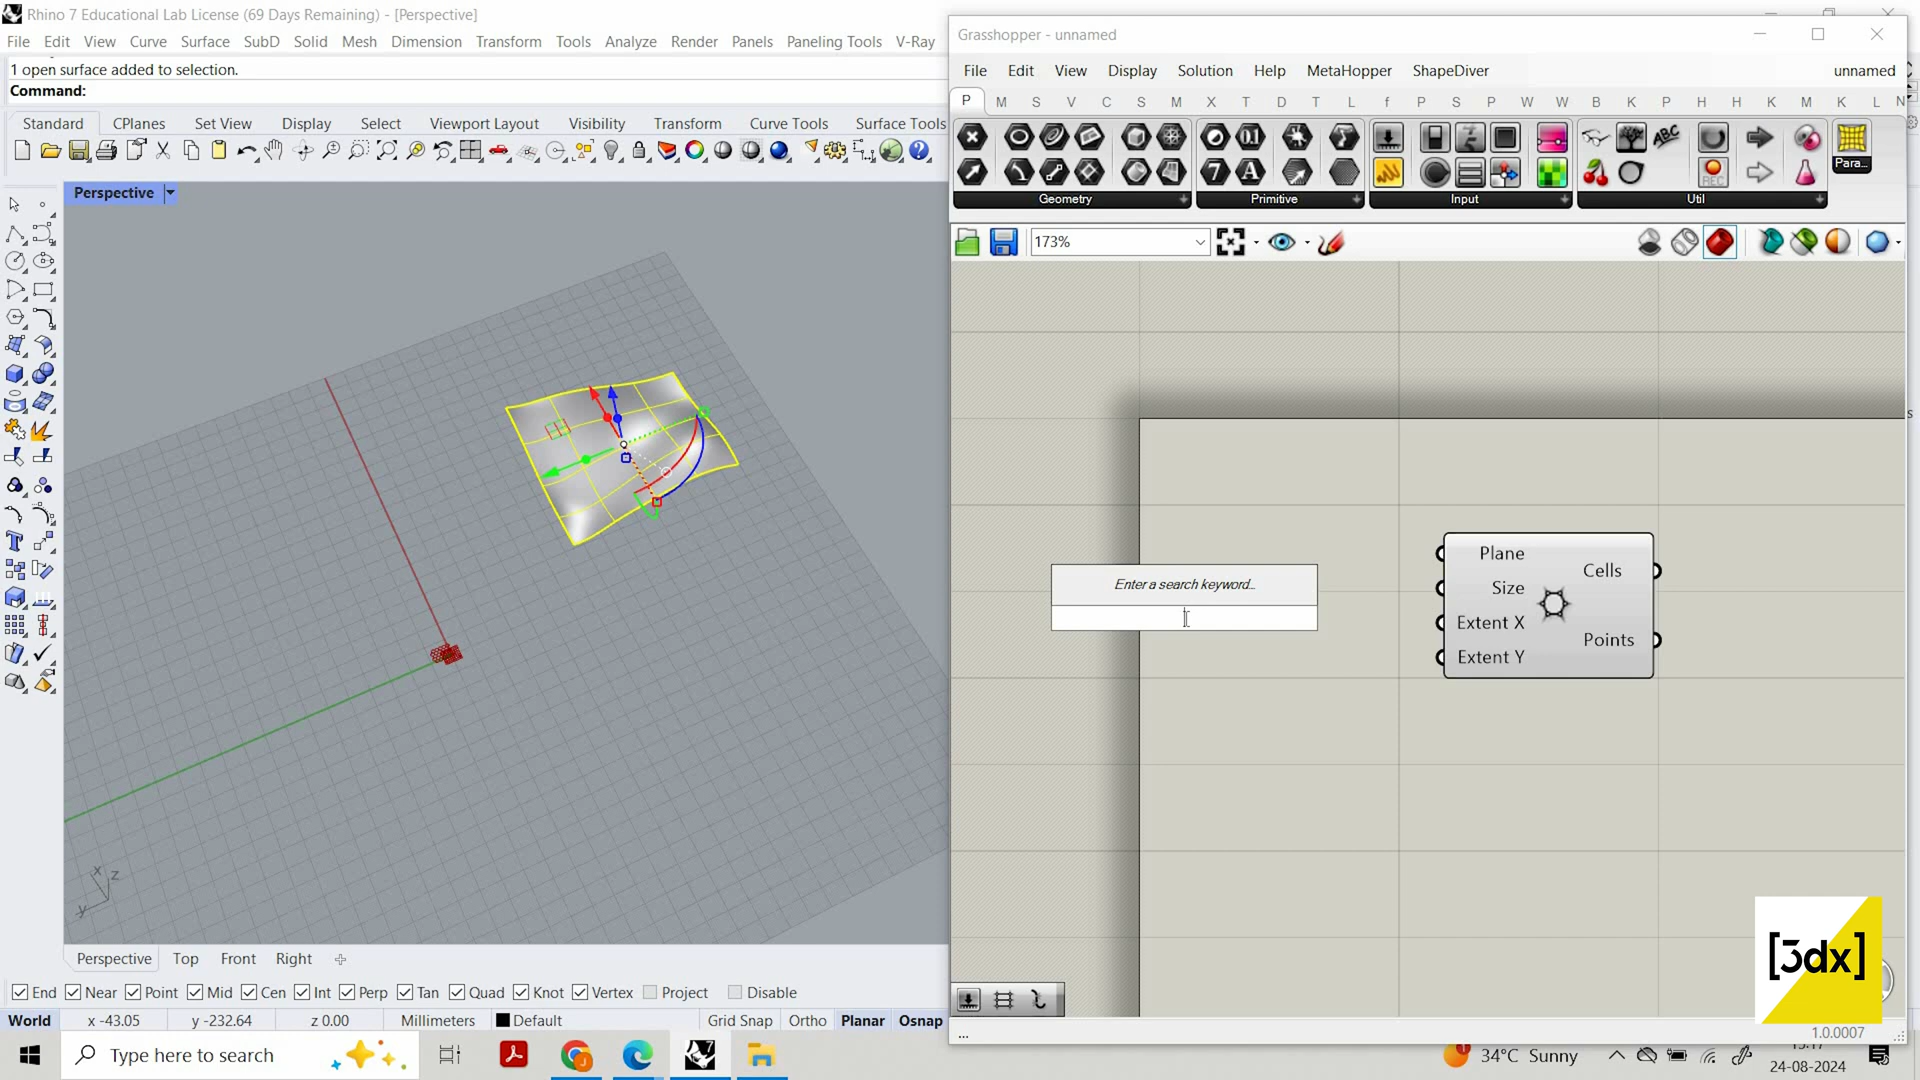 Rhino 7 Educational Lab License (69 Days Remaining) - [Perspective]
File Edit View Curve Surface SubD Solid Mesh Dimension Transform Tools Analyze Render Panels Paneling Tools V-Ray
1 open surface added to selection.
Command:
Standard CPlanes Set View Display Select Viewport Layout Visibility Transform Curve Tools Surface Tools
Perspective
x
z
y
Perspective Top Front Right
End Near Point Mid Cen Int Perp Tan Quad Knot Vertex Project Disable
World x -43.05 y -232.64 z 0.00 Millimeters Default Grid Snap Ortho Planar Osnap
Grasshopper - unnamed
File Edit View Display Solution Help MetaHopper ShapeDiver unnamed
P M S V C S M X T D T L f P S P W W B K P H H K M K L N
Para...
Geometry Primitive Input Util
173%
Enter a search keyword...
Plane
Size
Extent X
Extent Y
Cells
Points
[3dx]
...
1.0.0007
Type here to search
34°C Sunny
24-08-2024